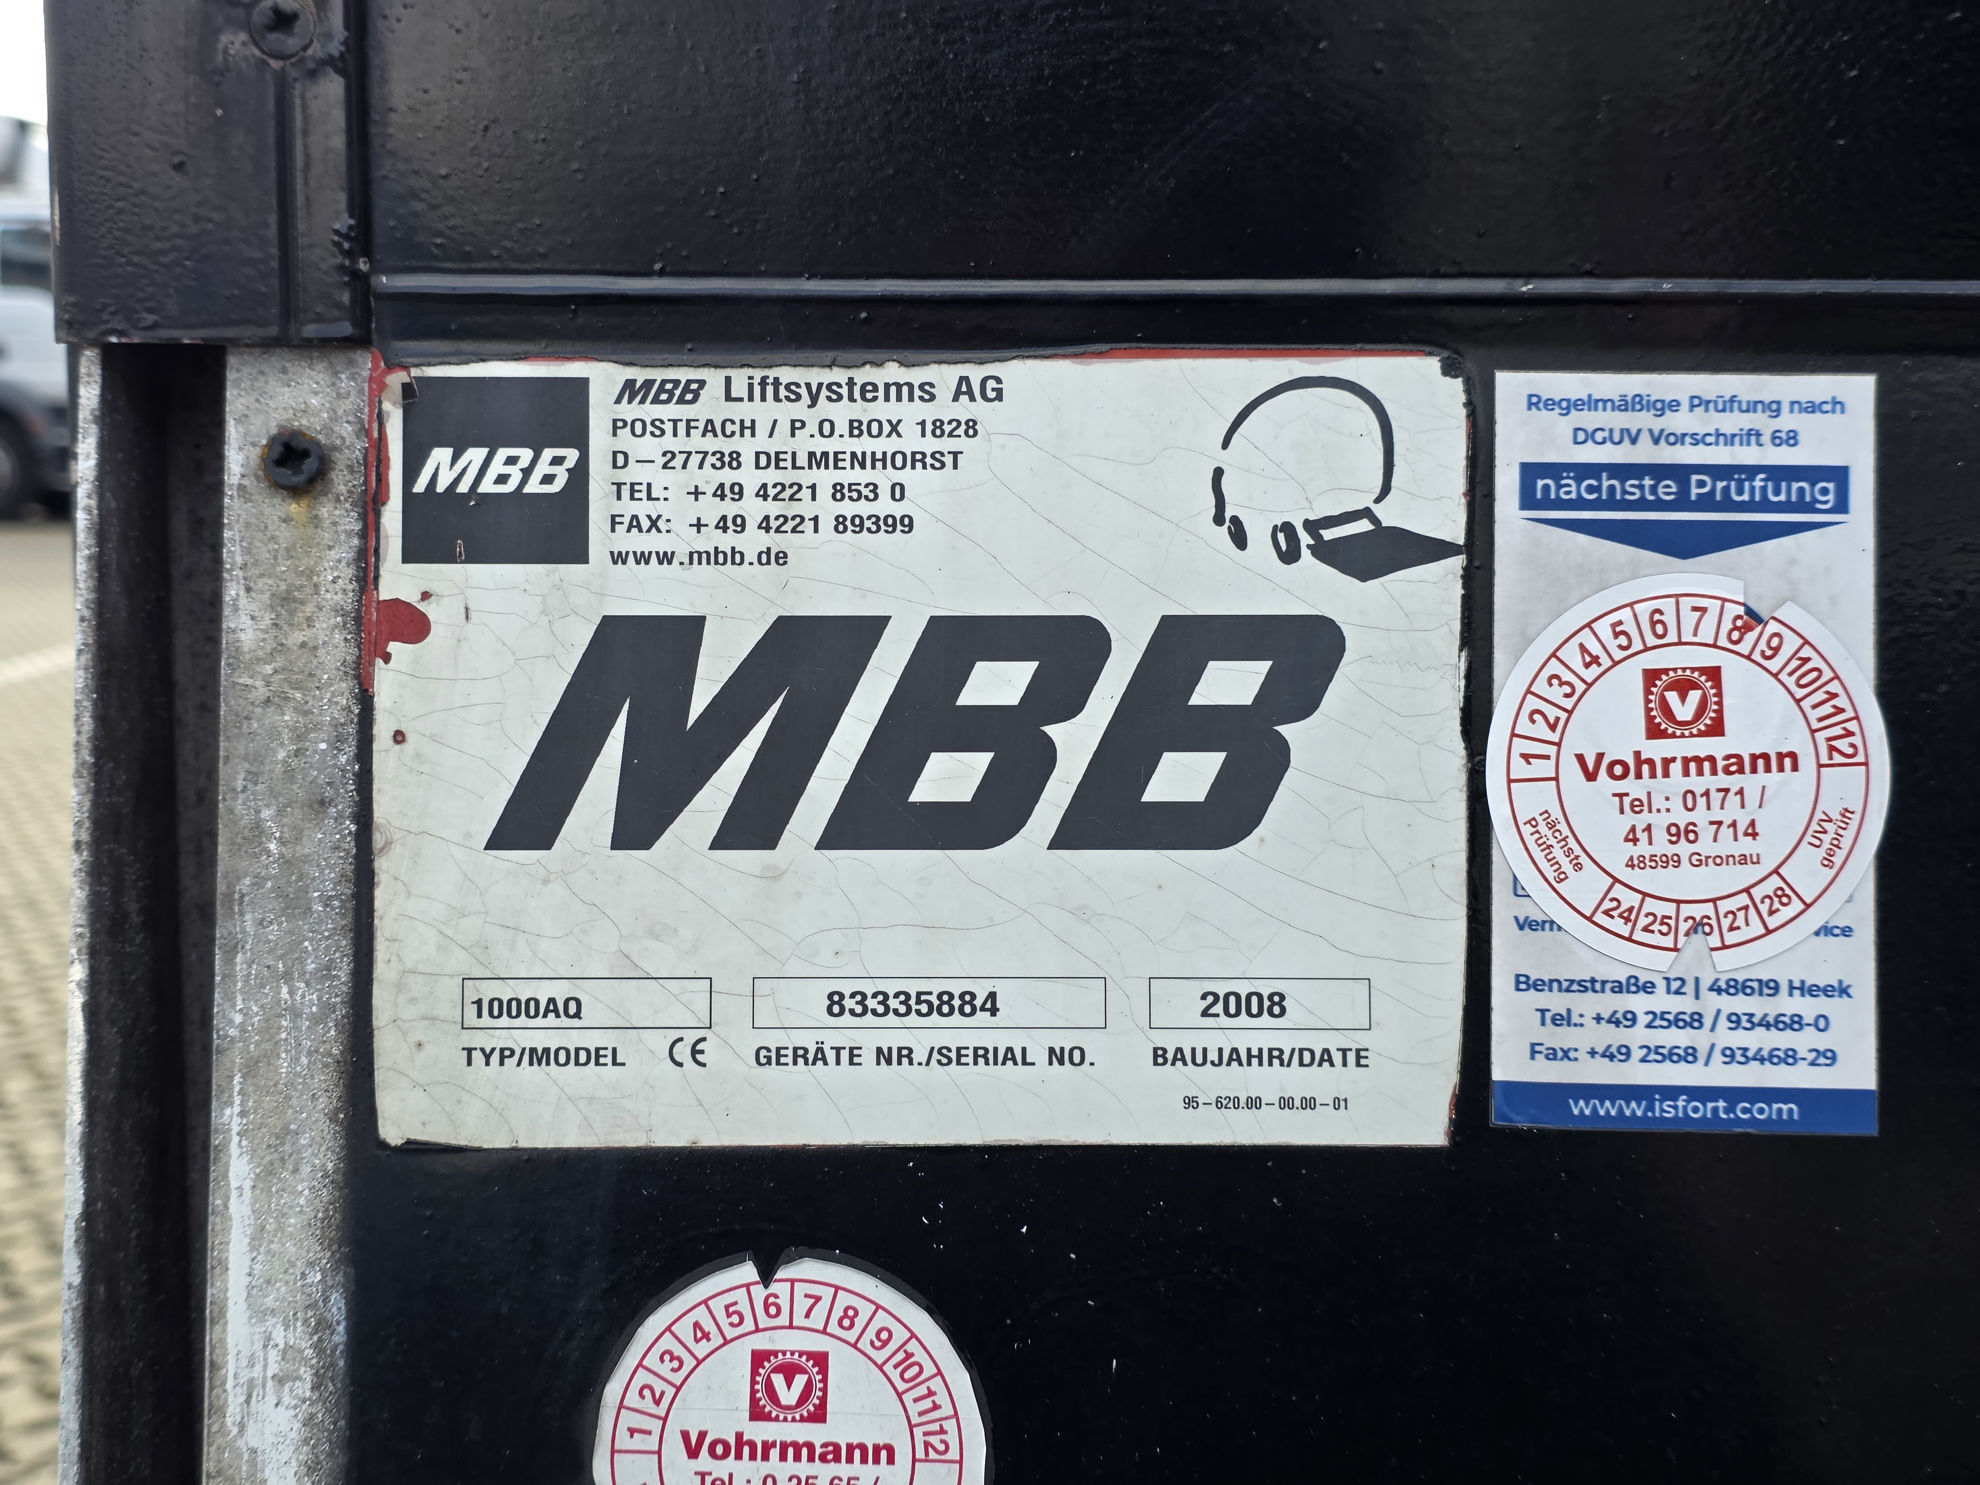 MBB
MBB Liftsystems AG
POSTFACH / P.O.BOX 1828
D–27738 DELMENHORST
TEL: +49 4221 853 0
FAX: +49 4221 89399
www.mbb.de
MBB
1000AQ
83335884
2008
TYP/MODEL CE
GERÄTE NR./SERIAL NO.
BAUJAHR/DATE
95–620.00–00.00–01
Regelmäßige Prüfung nach
DGUV Vorschrift 68
nächste Prüfung
1 2 3 4 5 6 7 8 9 10 11 12
V
Vohrmann
Tel.: 0171 /
41 96 714
48599 Gronau
nächste
Prüfung
UVV
geprüft
24 25 26 27 28
Benzstraße 12 | 48619 Heek
Tel.: +49 2568 / 93468-0
Fax: +49 2568 / 93468-29
www.isfort.com
1 2 3 4 5 6 7 8 9 10 11 12
V
Vohrmann